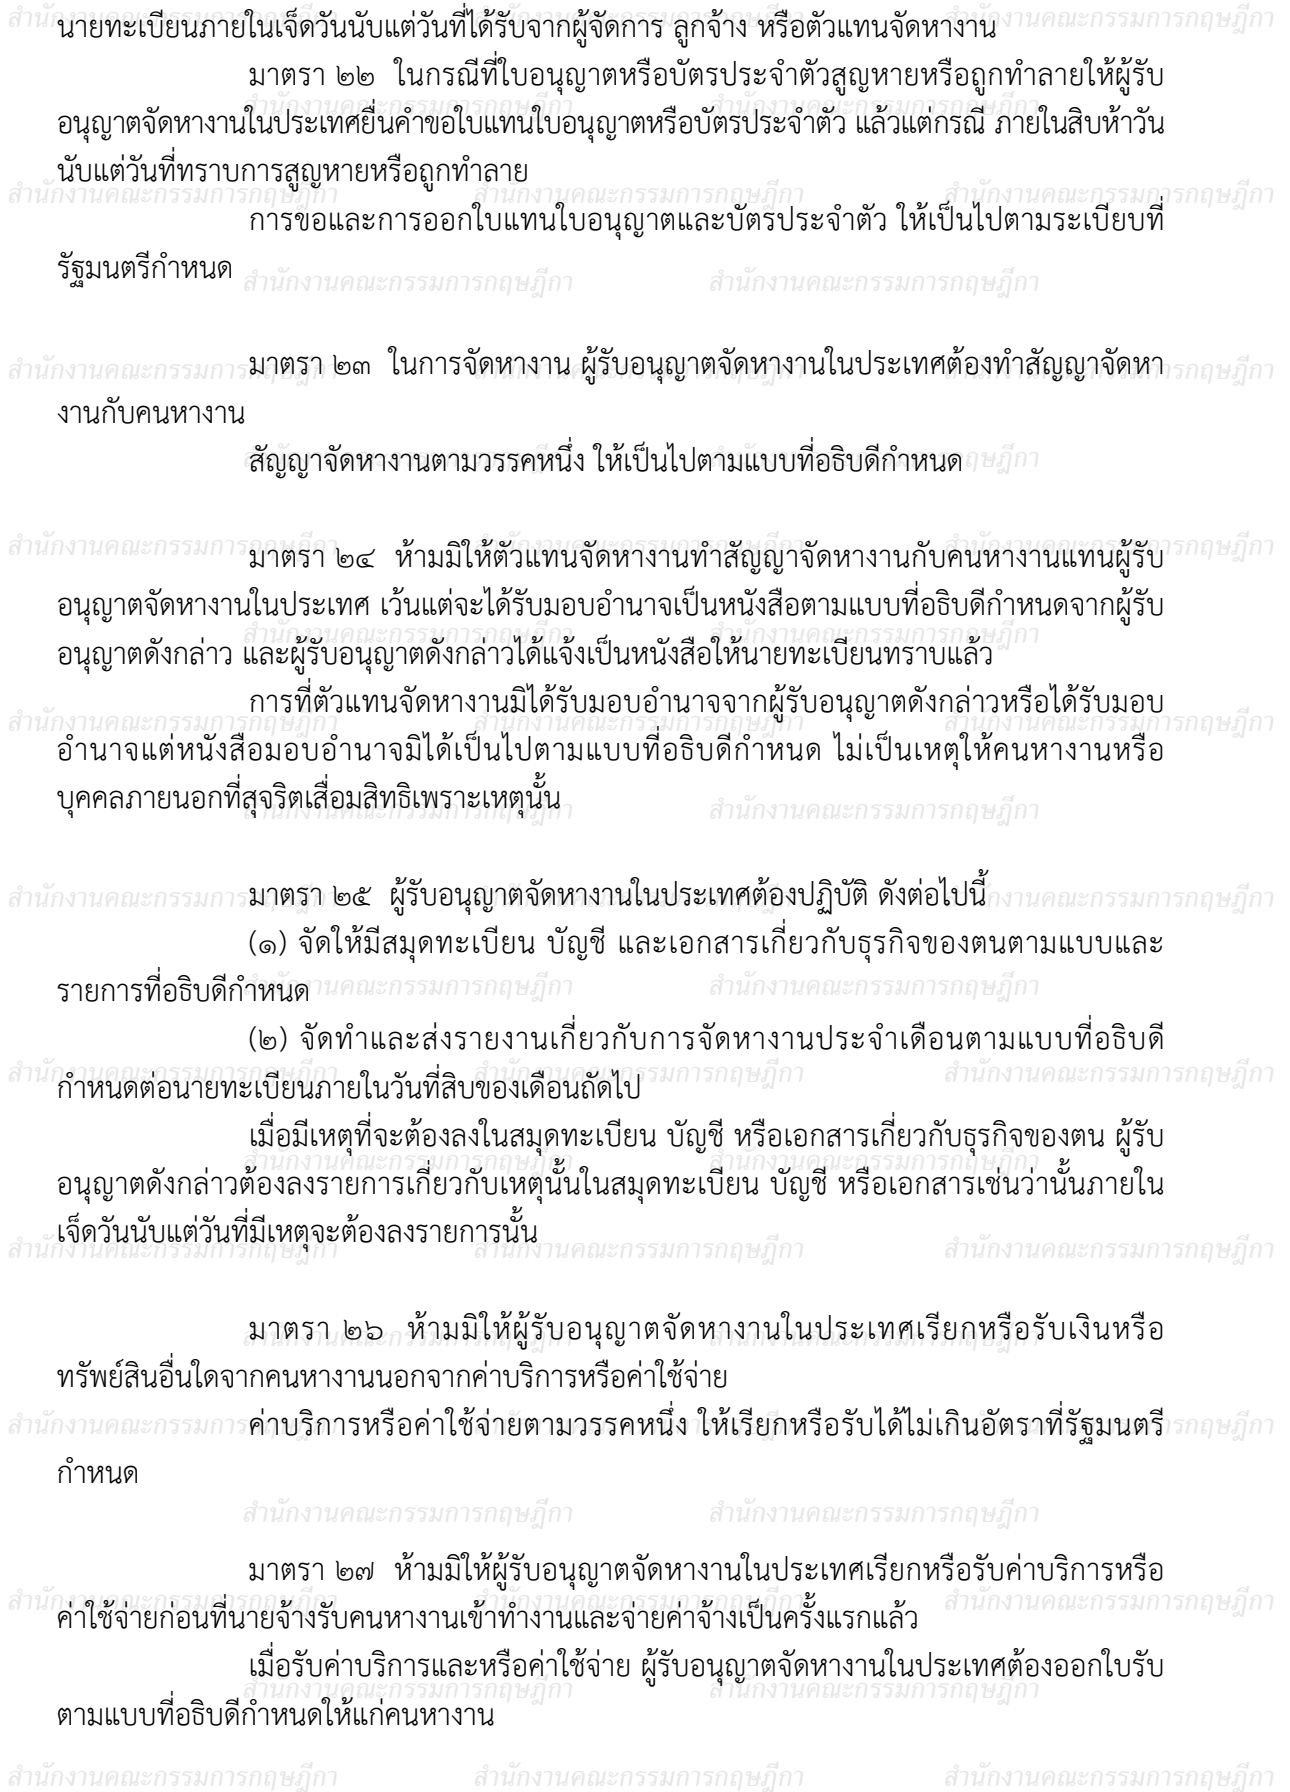 นายทะเบียนภายในเจ็ดวันนับแต่วันที่ได้รับจากผู้จัดการ ลูกจ้าง หรือตัวแทนจัดหางาน
มาตรา ๒๒ ในกรณีที่ใบอนุญาตหรือบัตรประจำตัวสูญหายหรือถูกทำลายให้ผู้รับ
อนุญาตจัดหางานในประเทศยื่นคำขอใบแทนใบอนุญาตหรือบัตรประจำตัว แล้วแต่กรณี ภายในสิบห้าวัน
นับแต่วันที่ทราบการสูญหายหรือถูกทำลาย
การขอและการออกใบแทนใบอนุญาตและบัตรประจำตัว ให้เป็นไปตามระเบียบที่
รัฐมนตรีกำหนด
มาตรา ๒๓ ในการจัดหางาน ผู้รับอนุญาตจัดหางานในประเทศต้องทำสัญญาจัดหา
งานกับคนหางาน
สัญญาจัดหางานตามวรรคหนึ่ง ให้เป็นไปตามแบบที่อธิบดีกำหนด
มาตรา ๒๔ ห้ามมิให้ตัวแทนจัดหางานทำสัญญาจัดหางานกับคนหางานแทนผู้รับ
อนุญาตจัดหางานในประเทศ เว้นแต่จะได้รับมอบอำนาจเป็นหนังสือตามแบบที่อธิบดีกำหนดจากผู้รับ
อนุญาตดังกล่าว และผู้รับอนุญาตดังกล่าวได้แจ้งเป็นหนังสือให้นายทะเบียนทราบแล้ว
การที่ตัวแทนจัดหางานมิได้รับมอบอำนาจจากผู้รับอนุญาตดังกล่าวหรือได้รับมอบ
อำนาจแต่หนังสือมอบอำนาจมิได้เป็นไปตามแบบที่อธิบดีกำหนด ไม่เป็นเหตุให้คนหางานหรือ
บุคคลภายนอกที่สุจริตเสื่อมสิทธิเพราะเหตุนั้น
มาตรา ๒๕ ผู้รับอนุญาตจัดหางานในประเทศต้องปฏิบัติ ดังต่อไปนี้
(๑) จัดให้มีสมุดทะเบียน บัญชี และเอกสารเกี่ยวกับธุรกิจของตนตามแบบและ
รายการที่อธิบดีกำหนด
(๒) จัดทำและส่งรายงานเกี่ยวกับการจัดหางานประจำเดือนตามแบบที่อธิบดี
กำหนดต่อนายทะเบียนภายในวันที่สิบของเดือนถัดไป
เมื่อมีเหตุที่จะต้องลงในสมุดทะเบียน บัญชี หรือเอกสารเกี่ยวกับธุรกิจของตน ผู้รับ
อนุญาตดังกล่าวต้องลงรายการเกี่ยวกับเหตุนั้นในสมุดทะเบียน บัญชี หรือเอกสารเช่นว่านั้นภายใน
เจ็ดวันนับแต่วันที่มีเหตุจะต้องลงรายการนั้น
มาตรา ๒๖ ห้ามมิให้ผู้รับอนุญาตจัดหางานในประเทศเรียกหรือรับเงินหรือ
ทรัพย์สินอื่นใดจากคนหางานนอกจากค่าบริการหรือค่าใช้จ่าย
ค่าบริการหรือค่าใช้จ่ายตามวรรคหนึ่ง ให้เรียกหรือรับได้ไม่เกินอัตราที่รัฐมนตรี
กำหนด
มาตรา ๒๗ ห้ามมิให้ผู้รับอนุญาตจัดหางานในประเทศเรียกหรือรับค่าบริการหรือ
ค่าใช้จ่ายก่อนที่นายจ้างรับคนหางานเข้าทำงานและจ่ายค่าจ้างเป็นครั้งแรกแล้ว
เมื่อรับค่าบริการและหรือค่าใช้จ่าย ผู้รับอนุญาตจัดหางานในประเทศต้องออกใบรับ
ตามแบบที่อธิบดีกำหนดให้แก่คนหางาน
สำนักงานคณะกรรมการกฤษฎีกา สำนักงานคณะกรรมการกฤษฎีกา สำนักงานคณะกรรมการกฤษฎีกา